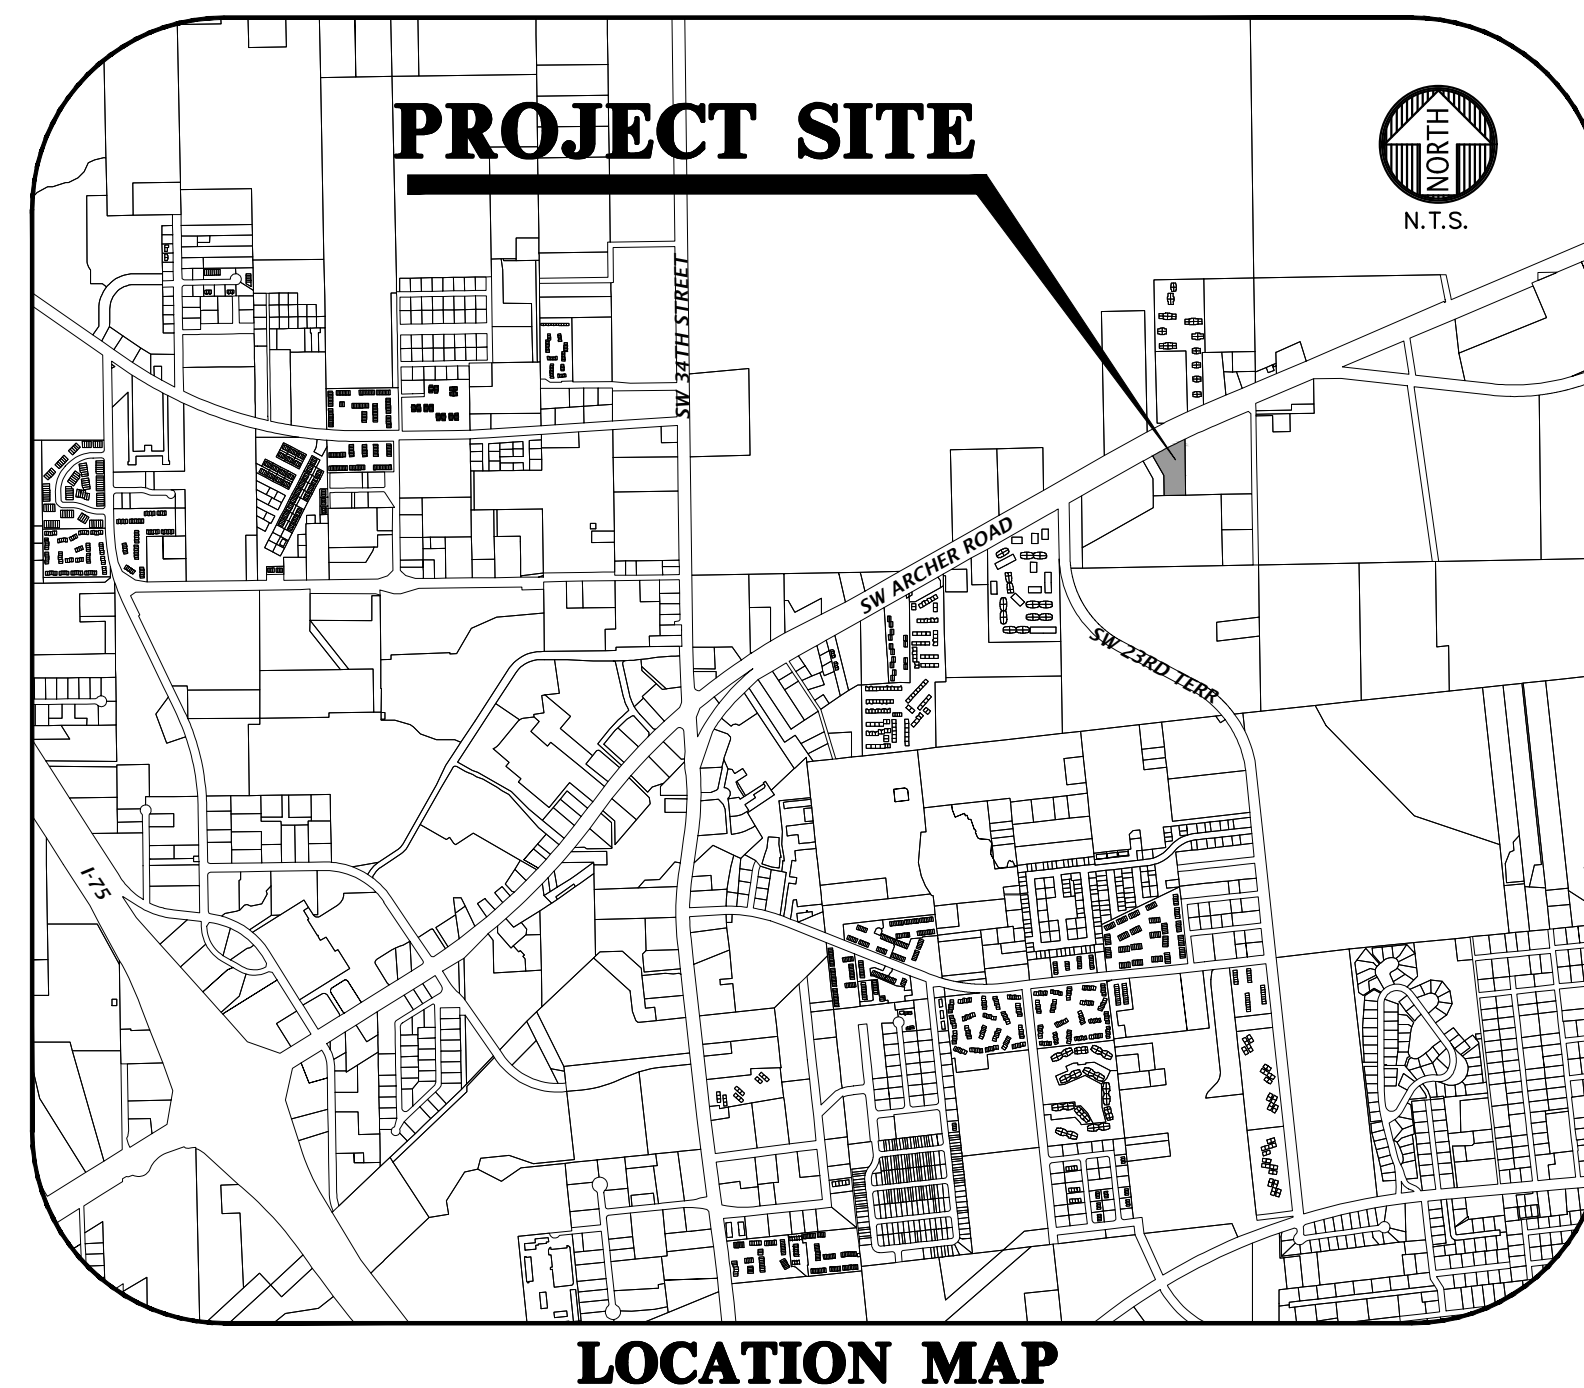 PROJECT SITE
NORTH
N.T.S.
SW 34TH STREET
SW ARCHER ROAD
SW 23RD TERR
I-75
LOCATION MAP